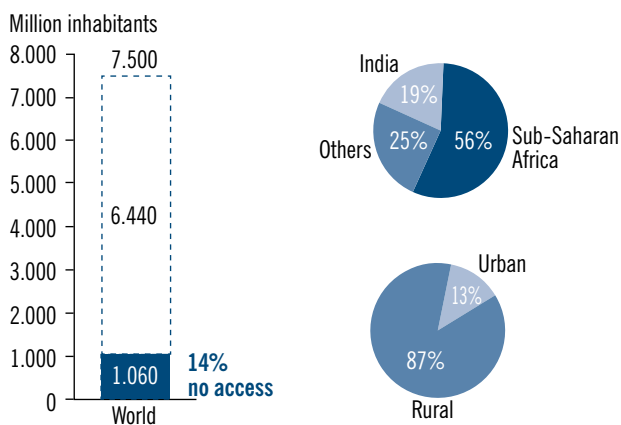 Million inhabitants
8.000
7.000
6.000
5.000
4.000
3.000
2.000
1.000
0
7.500
6.440
1.060
14%
no access
World
India
19%
Others
25%
56%
Sub-Saharan
Africa
Urban
13%
87%
Rural